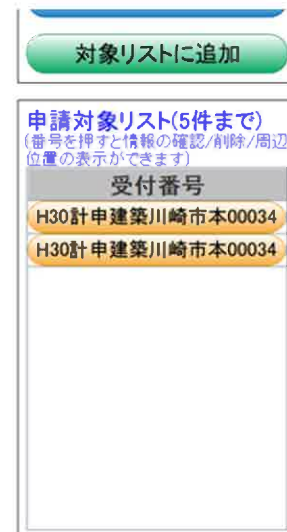 対象リストに追加
申請対象リスト(5件まで)
(番号を押すと情報の確認/削除/周辺
位置の表示ができます)
受付番号
H30計申建築川崎市本00034
H30計申建築川崎市本00034